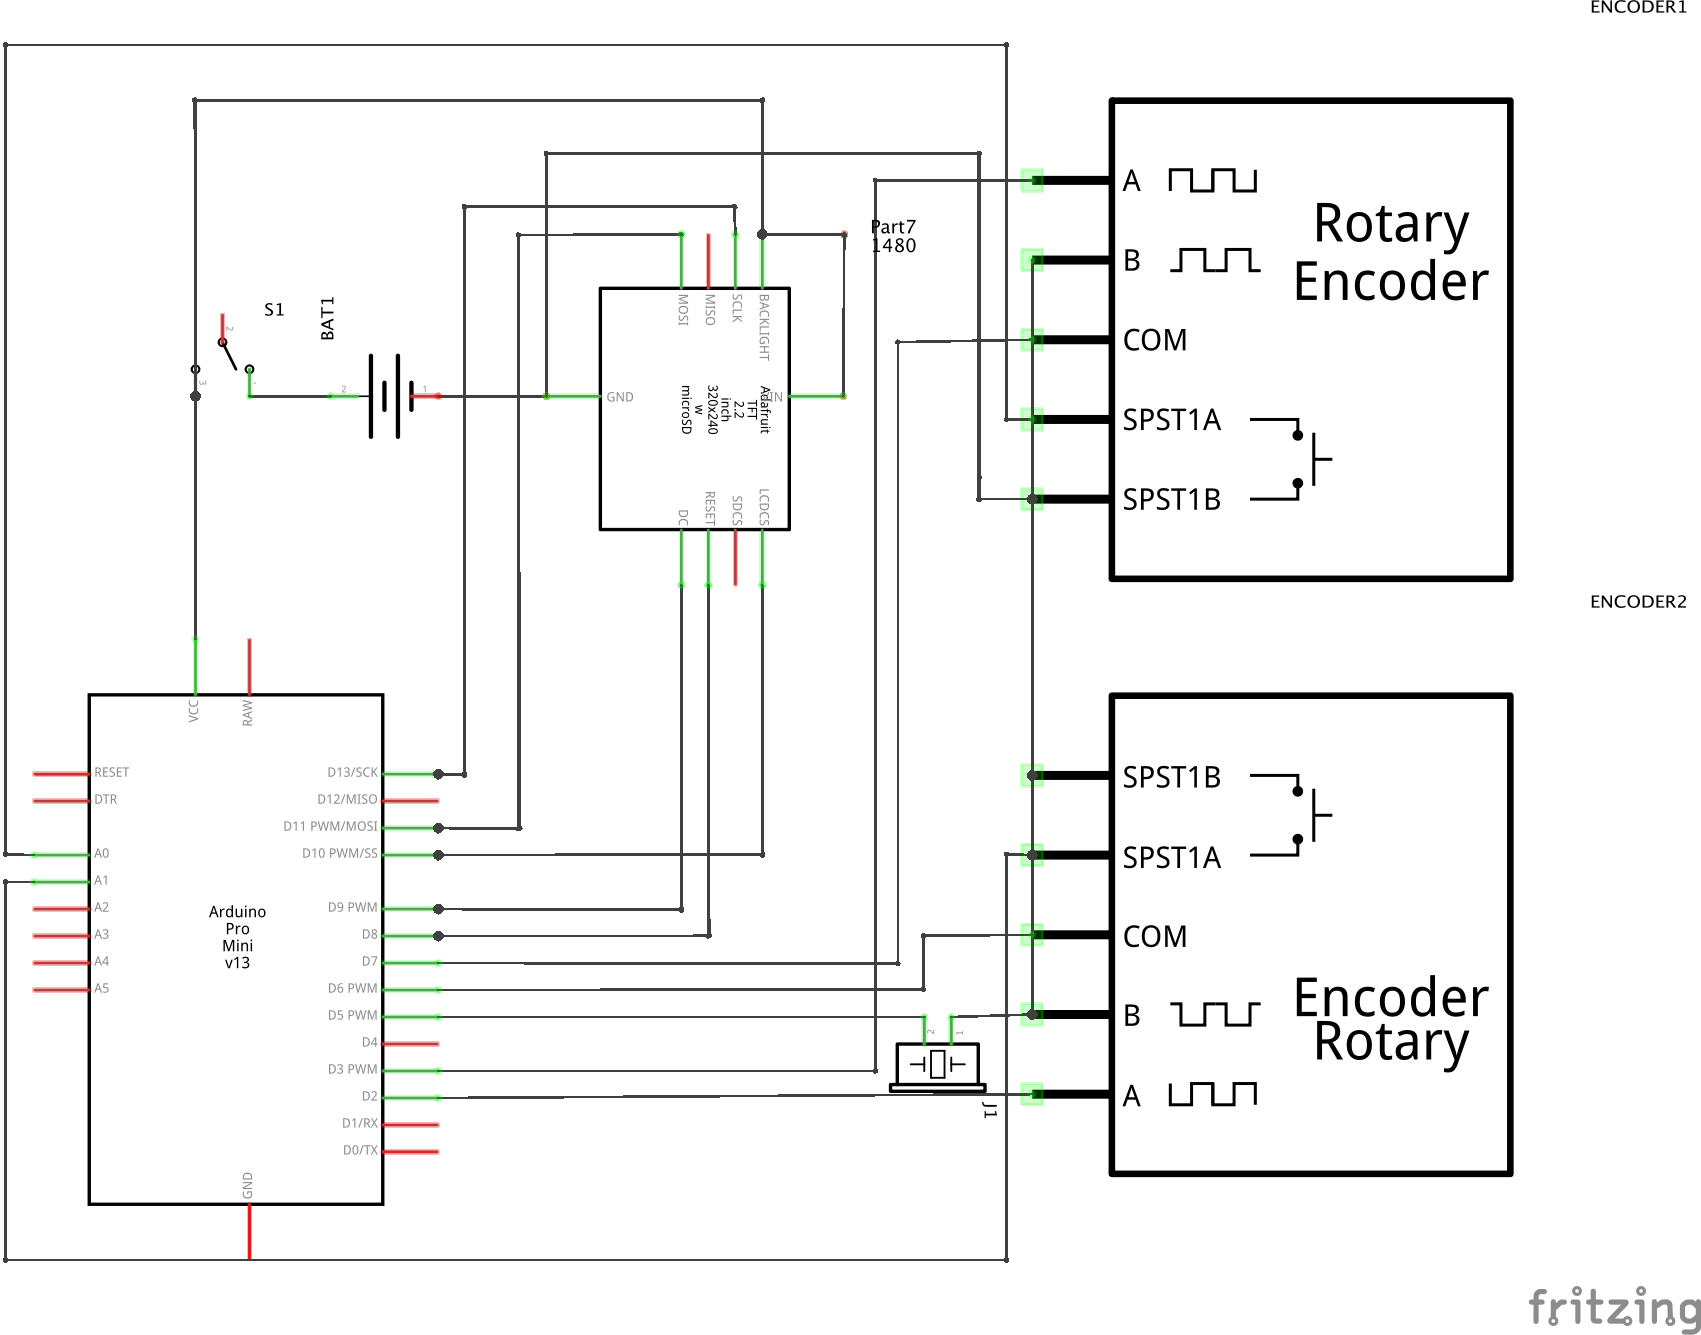 ENCODER1
A
Rotary
Encoder
B
COM
SPST1A
SPST1B
Part7
1480
S1
BAT1
2
3
1
2
1
MOSI
MISO
SCLK
BACKLIGHT
GND
VIN
Adafruit
TFT
2.2
inch
320x240
w
microSD
DC
RESET
SDCS
LCDCS
ENCODER2
SPST1B
SPST1A
COM
B
A
Encoder
Rotary
VCC
RAW
RESET
DTR
A0
A1
A2
A3
A4
A5
D13/SCK
D12/MISO
D11 PWM/MOSI
D10 PWM/SS
D9 PWM
D8
D7
D6 PWM
D5 PWM
D4
D3 PWM
D2
D1/RX
D0/TX
GND
Arduino
Pro
Mini
v13
2
1
J1
fritzing